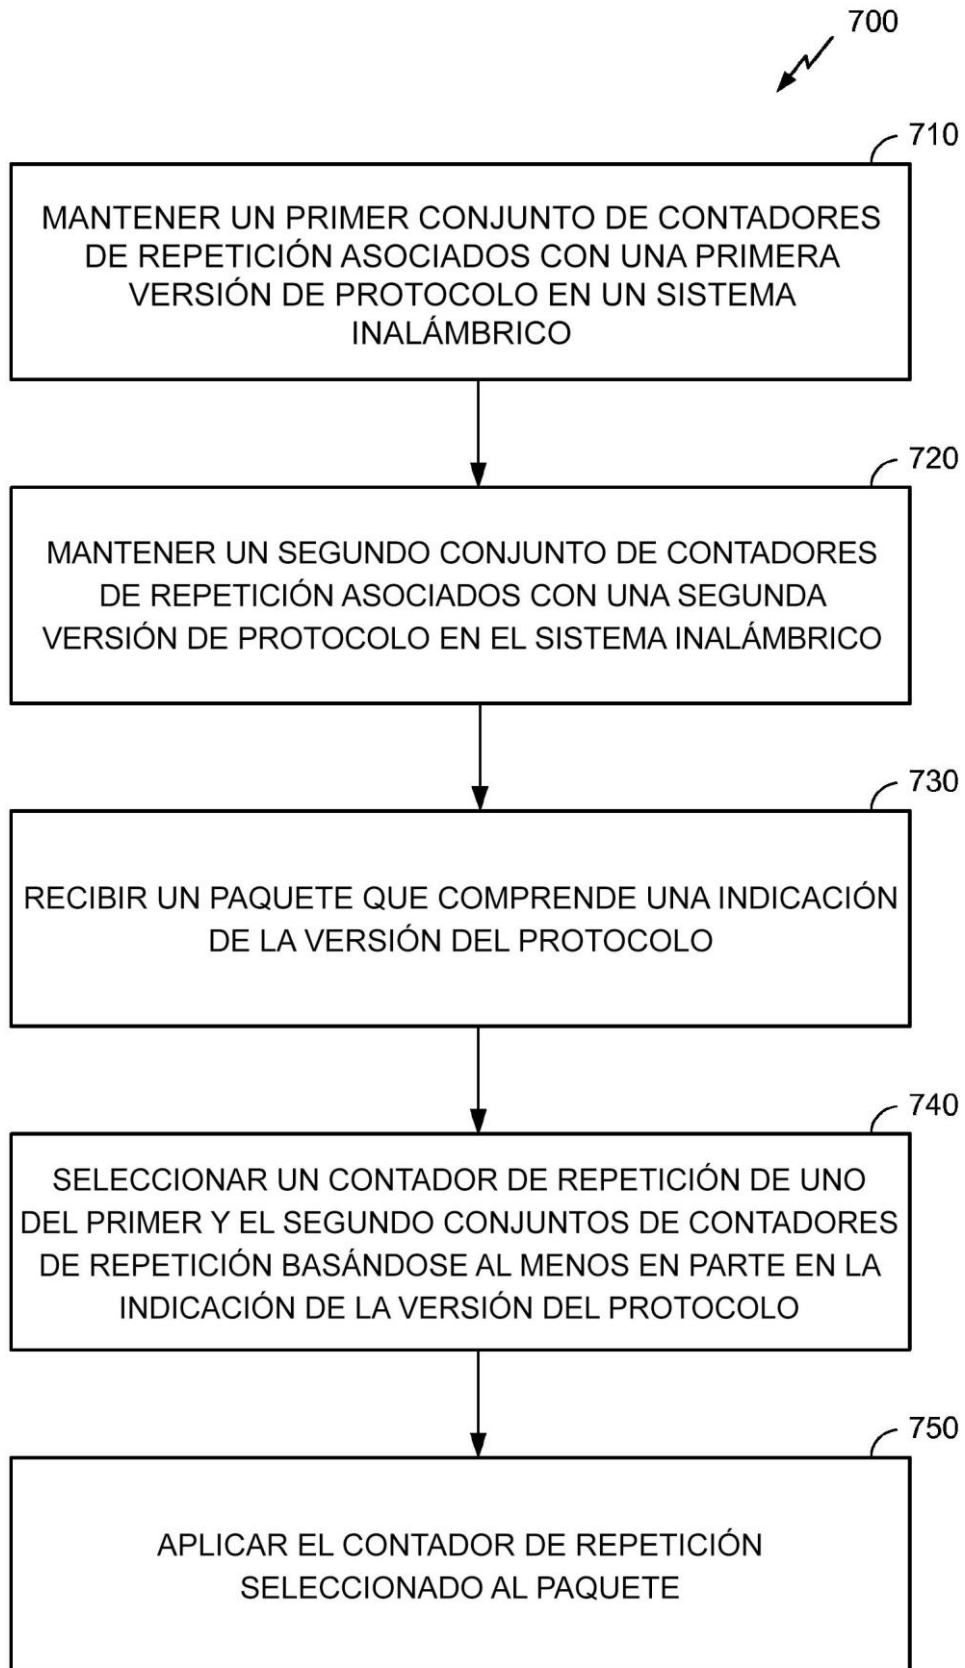 700
710
MANTENER UN PRIMER CONJUNTO DE CONTADORES
DE REPETICIÓN ASOCIADOS CON UNA PRIMERA
VERSIÓN DE PROTOCOLO EN UN SISTEMA
INALÁMBRICO
720
MANTENER UN SEGUNDO CONJUNTO DE CONTADORES
DE REPETICIÓN ASOCIADOS CON UNA SEGUNDA
VERSIÓN DE PROTOCOLO EN EL SISTEMA INALÁMBRICO
730
RECIBIR UN PAQUETE QUE COMPRENDE UNA INDICACIÓN
DE LA VERSIÓN DEL PROTOCOLO
740
SELECCIONAR UN CONTADOR DE REPETICIÓN DE UNO
DEL PRIMER Y EL SEGUNDO CONJUNTOS DE CONTADORES
DE REPETICIÓN BASÁNDOSE AL MENOS EN PARTE EN LA
INDICACIÓN DE LA VERSIÓN DEL PROTOCOLO
750
APLICAR EL CONTADOR DE REPETICIÓN
SELECCIONADO AL PAQUETE